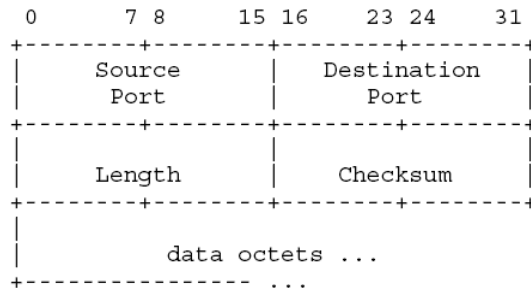 0 7 8 15 16 23 24 31
+--------+--------+--------+--------+
| Source | Destination |
| Port | Port |
+--------+--------+--------+--------+
| | |
| Length | Checksum |
+--------+--------+--------+--------+
|
| data octets ...
+---------------- ...